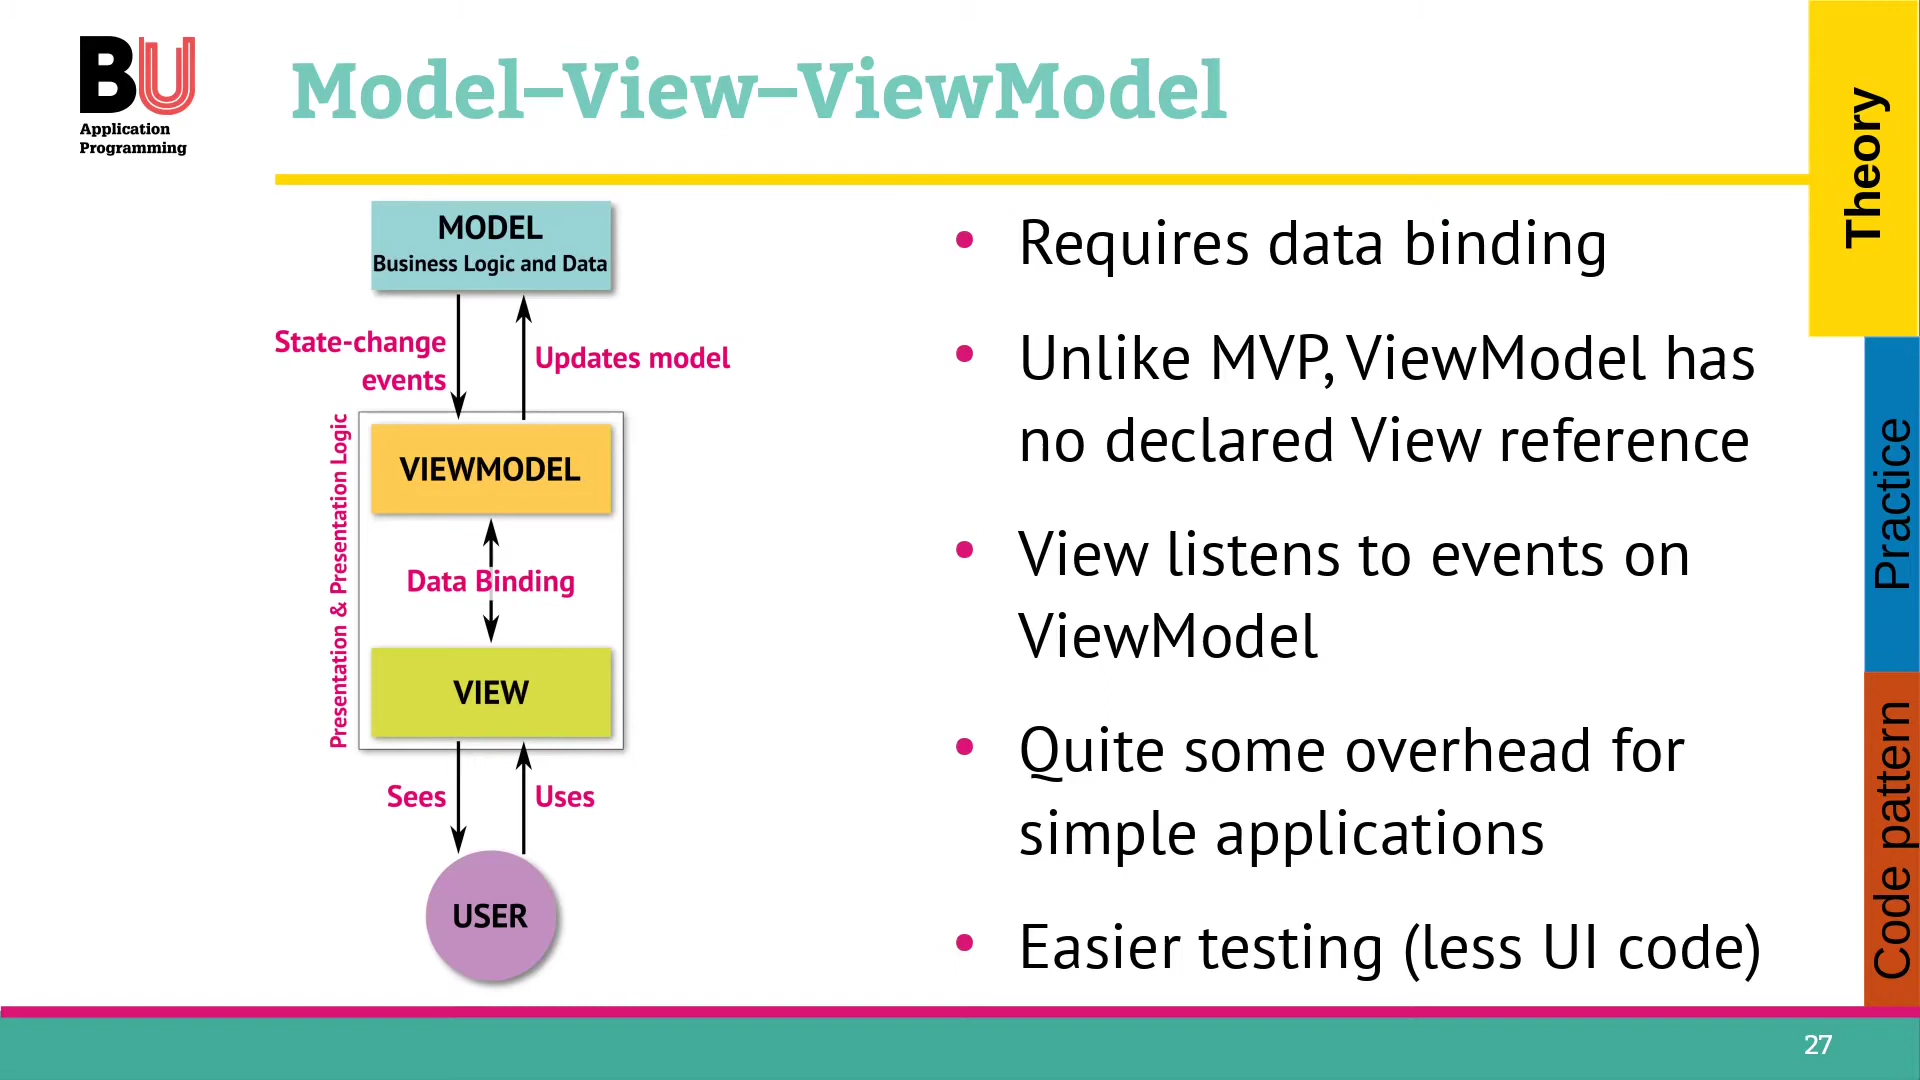 BU
Application
Programming
Model–View–ViewModel
MODEL
Business Logic and Data
State-change
events
Updates model
Presentation & Presentation Logic
VIEWMODEL
Data Binding
VIEW
Sees
Uses
USER
• Requires data binding
• Unlike MVP, ViewModel has
no declared View reference
• View listens to events on
ViewModel
• Quite some overhead for
simple applications
• Easier testing (less UI code)
Theory
Practice
Code pattern
27